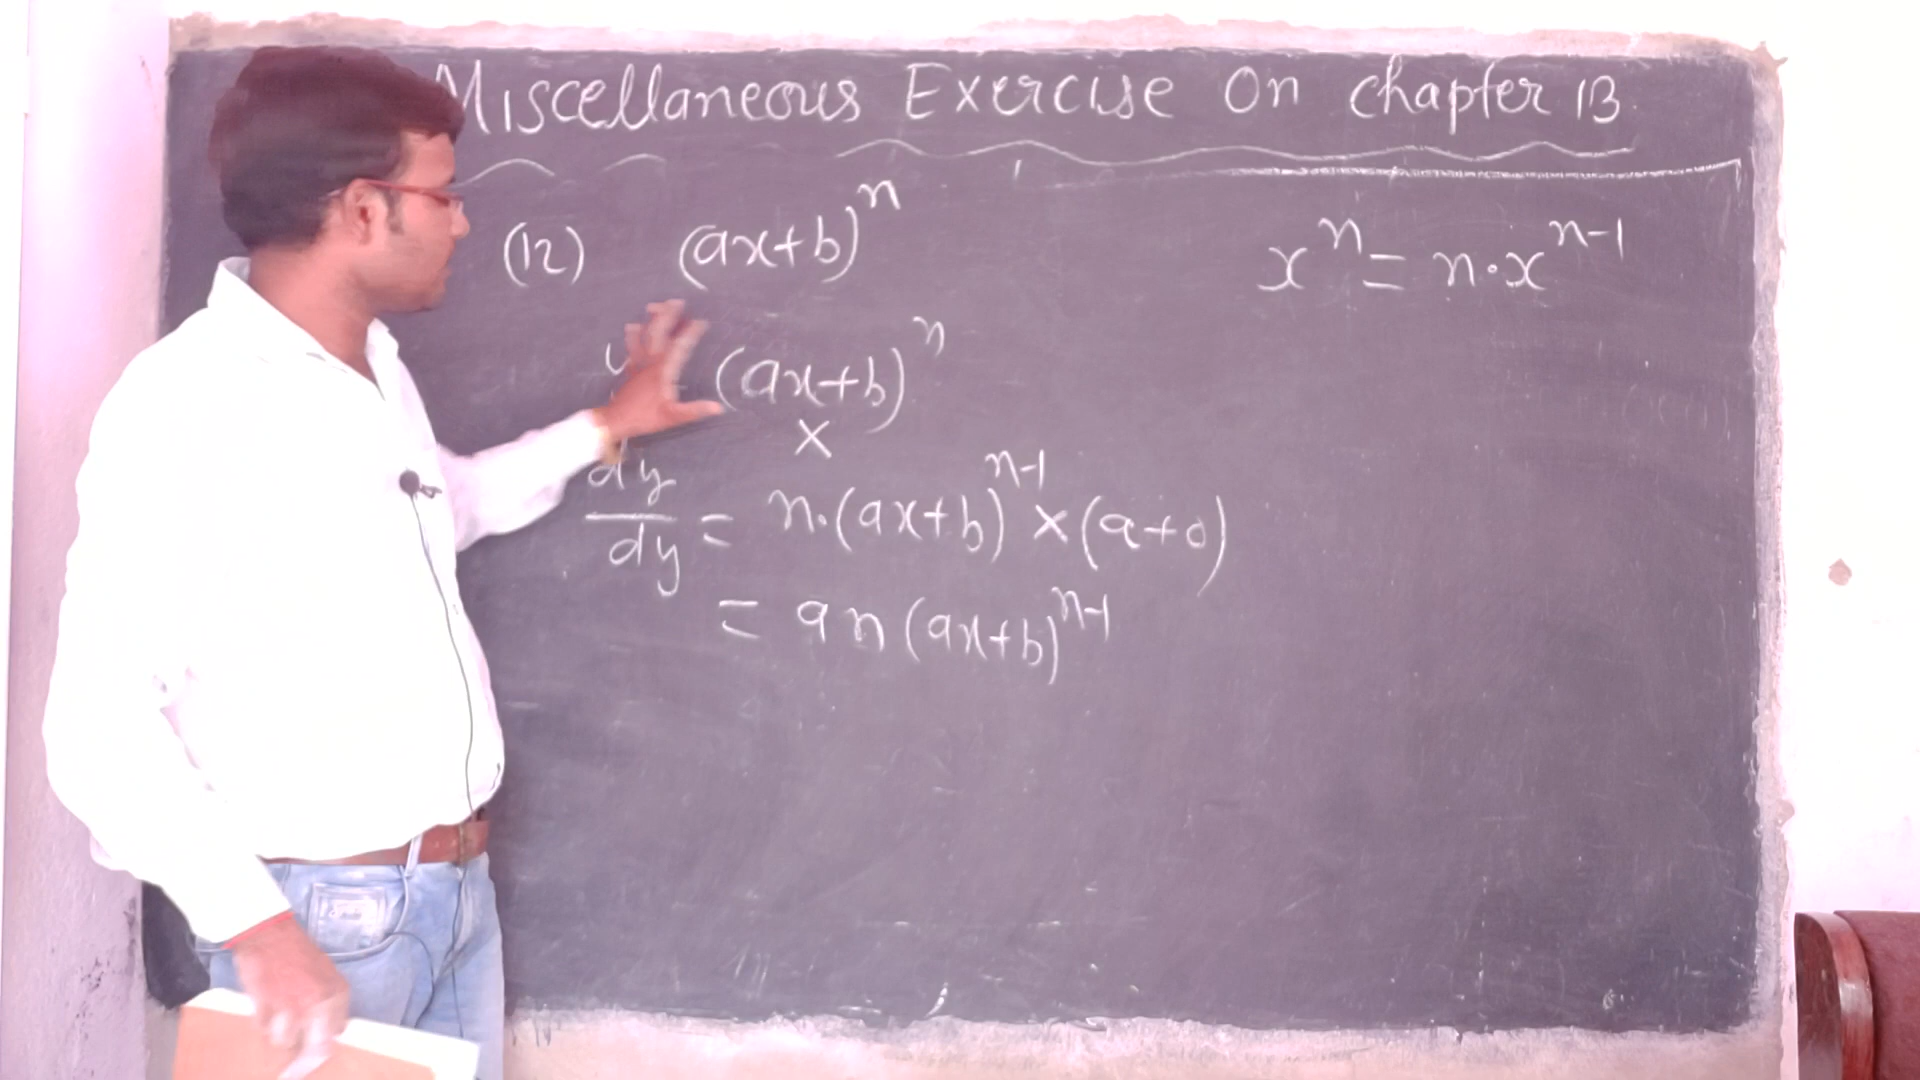 Miscellaneous Exercise On Chapter 13
(12) (ax+b)^n x^n = n·x^{n-1}
(ax+b)^n
x
dy/dy = n·(ax+b)^{n-1} × (a+0)
= an(ax+b)^{n-1}